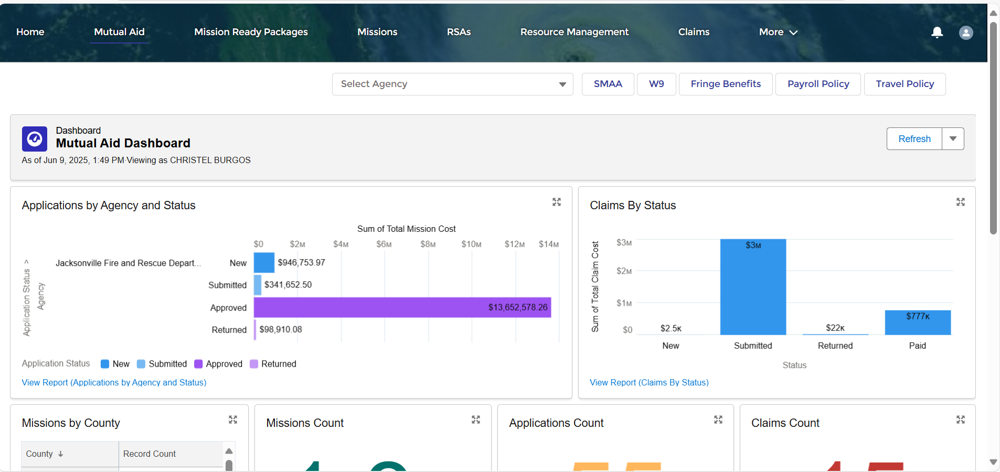 Home Mutual Aid Mission Ready Packages Missions RSAs Resource Management Claims More
Select Agency SMAA W9 Fringe Benefits Payroll Policy Travel Policy
Dashboard
Mutual Aid Dashboard
As of Jun 9, 2025, 1:49 PM·Viewing as CHRISTEL BURGOS
Refresh
Applications by Agency and Status
Sum of Total Mission Cost
$0 $2M $4M $6M $8M $10M $12M $14M
Application Status >
Agency
Jacksonville Fire and Rescue Depart...
New $946,753.97
Submitted $341,652.50
Approved $13,652,578.26
Returned $98,910.08
Application Status New Submitted Approved Returned
View Report (Applications by Agency and Status)
Claims By Status
Sum of Total Claim Cost
$3M
$2M
$1M
$0
$2.5K $3M $22K $777K
New Submitted Returned Paid
Status
View Report (Claims By Status)
Missions by County
County Record Count
Missions Count
Applications Count
Claims Count